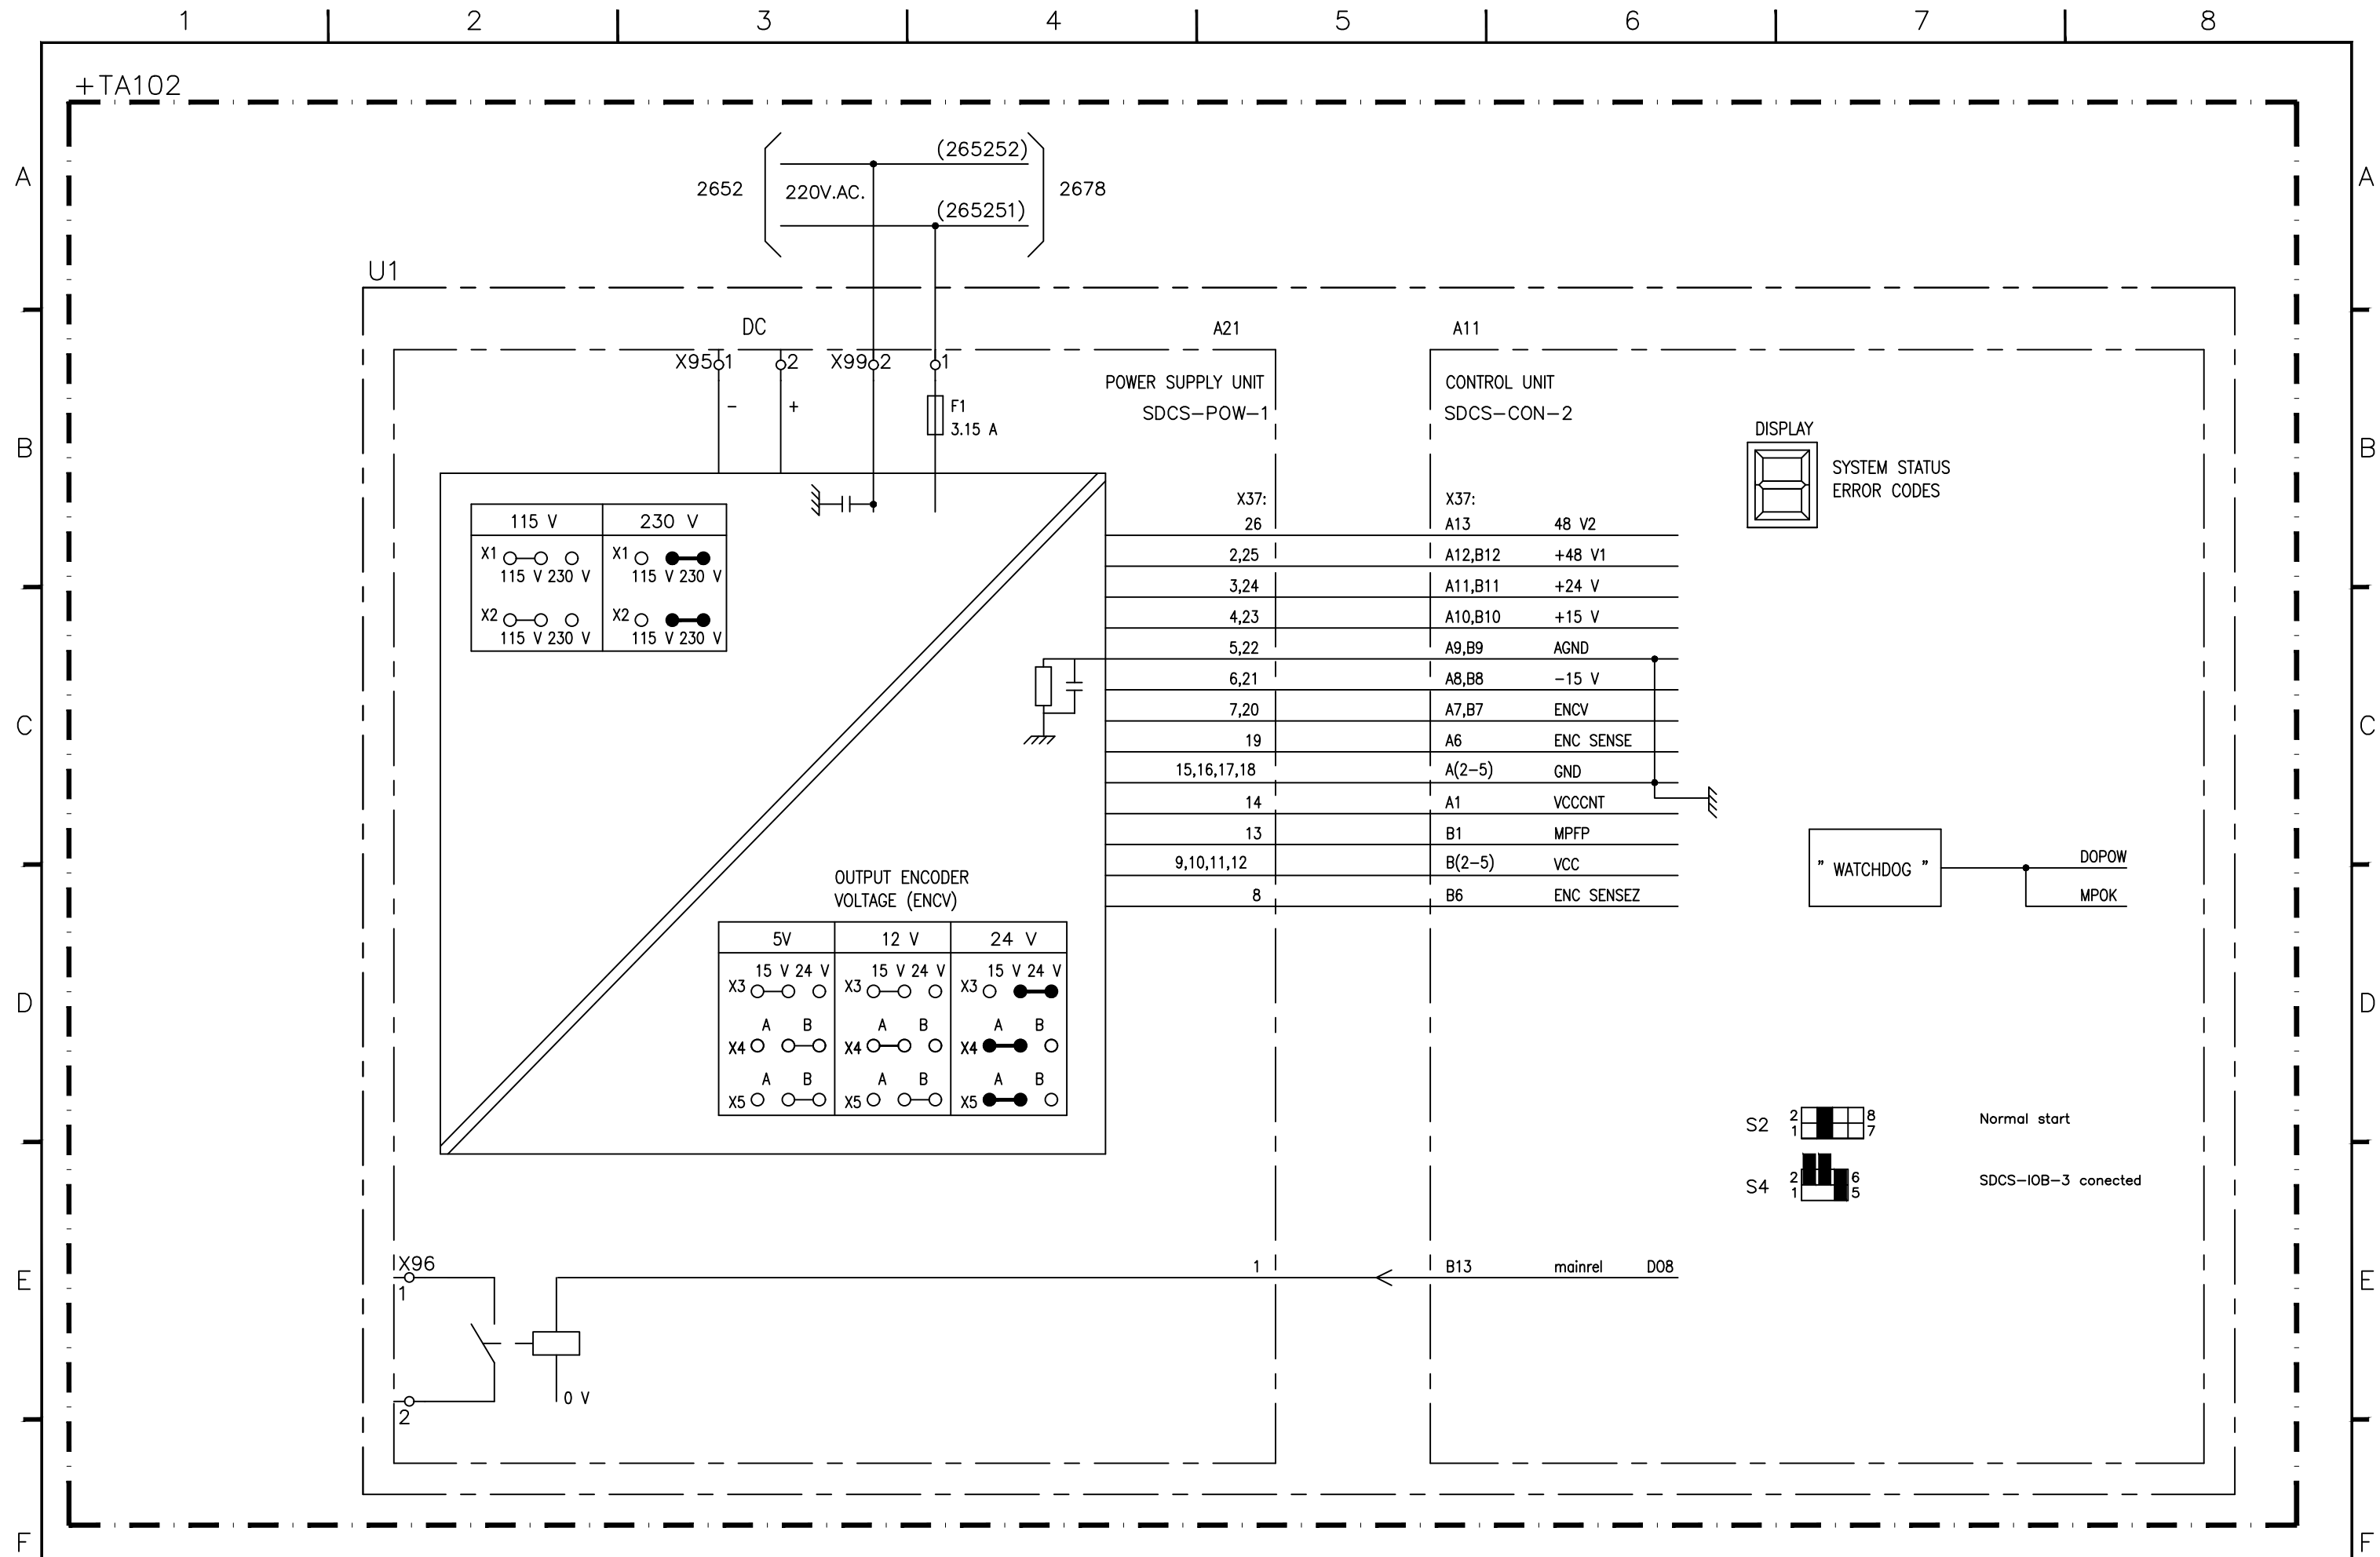 1 2 3 4 5 6 7 8
+TA102
A A
(265252)
2652 220V.AC. 2678
(265251)
U1
DC A21 A11
X95 1 2 X99 2 1
POWER SUPPLY UNIT CONTROL UNIT
SDCS-POW-1 SDCS-CON-2
- + F1
3.15 A
B B
DISPLAY
SYSTEM STATUS
ERROR CODES
115 V 230 V
X1 X1
115 V 230 V 115 V 230 V
X2 X2
115 V 230 V 115 V 230 V
X37: X37:
26 A13 48 V2
2,25 A12,B12 +48 V1
3,24 A11,B11 +24 V
4,23 A10,B10 +15 V
5,22 A9,B9 AGND
6,21 A8,B8 -15 V
7,20 A7,B7 ENCV
19 A6 ENC SENSE
15,16,17,18 A(2-5) GND
14 A1 VCCCNT
13 B1 MPFP
9,10,11,12 B(2-5) VCC
8 B6 ENC SENSEZ
C C
" WATCHDOG " DOPOW
MPOK
OUTPUT ENCODER
VOLTAGE (ENCV)
5V 12 V 24 V
15 V 24 V 15 V 24 V 15 V 24 V
X3 X3 X3
A B A B A B
X4 X4 X4
A B A B A B
X5 X5 X5
D D
S2 2 1 8 7 Normal start
S4 2 1 6 5 SDCS-IOB-3 conected
E E
X96
1
1 B13 mainrel DO8
0 V
2
F F